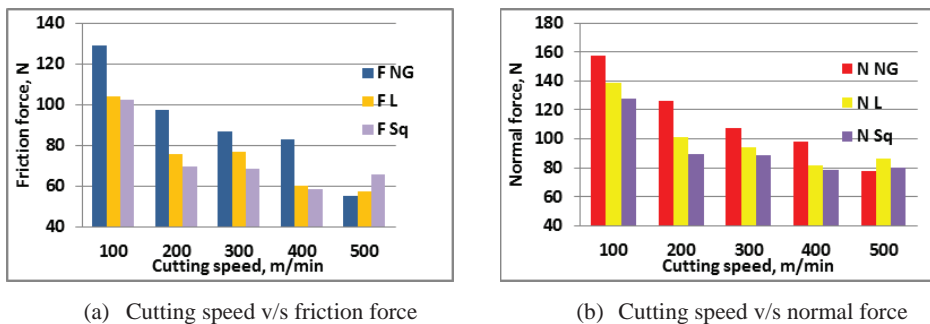 140
120
100
80
60
40
Friction force, N
F NG
F L
F Sq
100 200 300 400 500
Cutting speed, m/min
(a) Cutting speed v/s friction force
180
160
140
120
100
80
60
40
Normal force, N
N NG
N L
N Sq
100 200 300 400 500
Cutting speed, m/min
(b) Cutting speed v/s normal force